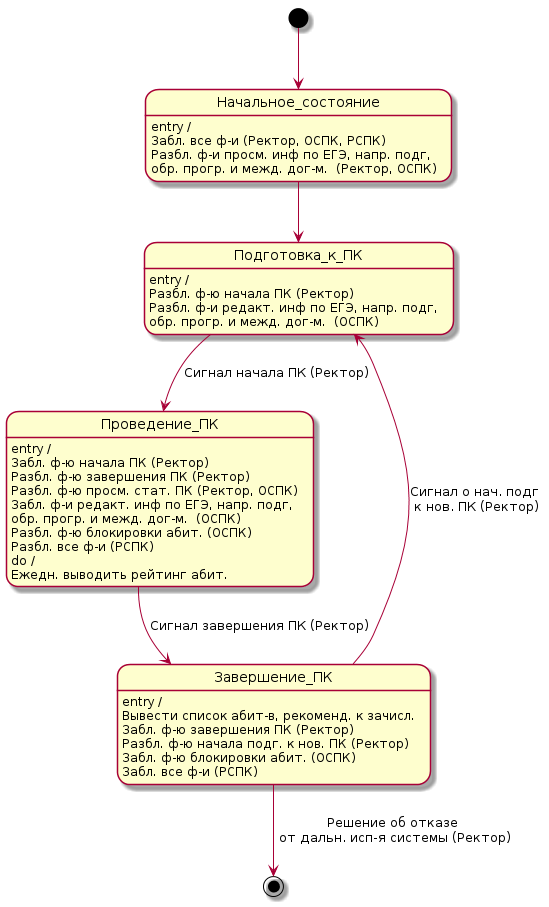 Начальное_состояние
entry /
Забл. все ф-и (Ректор, ОСПК, РСПК)
Разбл. ф-и просм. инф по ЕГЭ, напр. подг,
обр. прогр. и межд. дог-м.  (Ректор, ОСПК)
Подготовка_к_ПК
entry /
Разбл. ф-ю начала ПК (Ректор)
Разбл. ф-и редакт. инф по ЕГЭ, напр. подг,
обр. прогр. и межд. дог-м.  (ОСПК)
Сигнал начала ПК (Ректор)
Проведение_ПК
entry /
Забл. ф-ю начала ПК (Ректор)
Разбл. ф-ю завершения ПК (Ректор)
Разбл. ф-ю просм. стат. ПК (Ректор, ОСПК)
Забл. ф-и редакт. инф по ЕГЭ, напр. подг,
обр. прогр. и межд. дог-м.  (ОСПК)
Разбл. ф-ю блокировки абит. (ОСПК)
Разбл. все ф-и (РСПК)
do /
Ежедн. выводить рейтинг абит.
Сигнал о нач. подг
к нов. ПК (Ректор)
Сигнал завершения ПК (Ректор)
Завершение_ПК
entry /
Вывести список абит-в, рекоменд. к зачисл.
Забл. ф-ю завершения ПК (Ректор)
Разбл. ф-ю начала подг. к нов. ПК (Ректор)
Забл. ф-ю блокировки абит. (ОСПК)
Забл. все ф-и (РСПК)
Решение об отказе
от дальн. исп-я системы (Ректор)